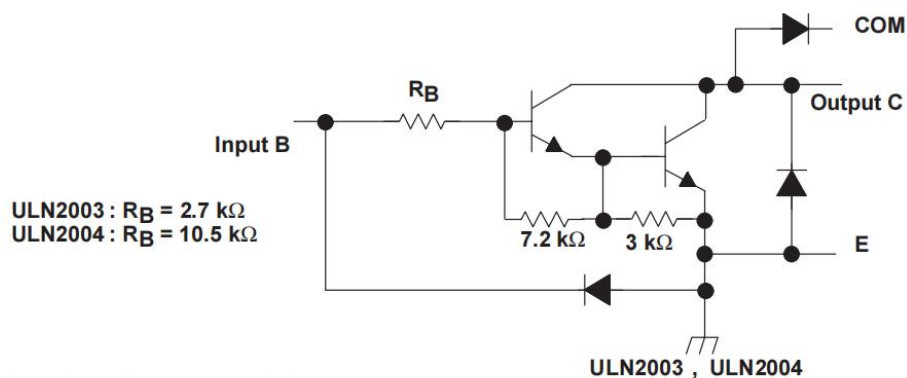 COM
RB
Output C
Input B
ULN2003 : RB = 2.7 kΩ
ULN2004 : RB = 10.5 kΩ
7.2 kΩ
3 kΩ
E
ULN2003 , ULN2004